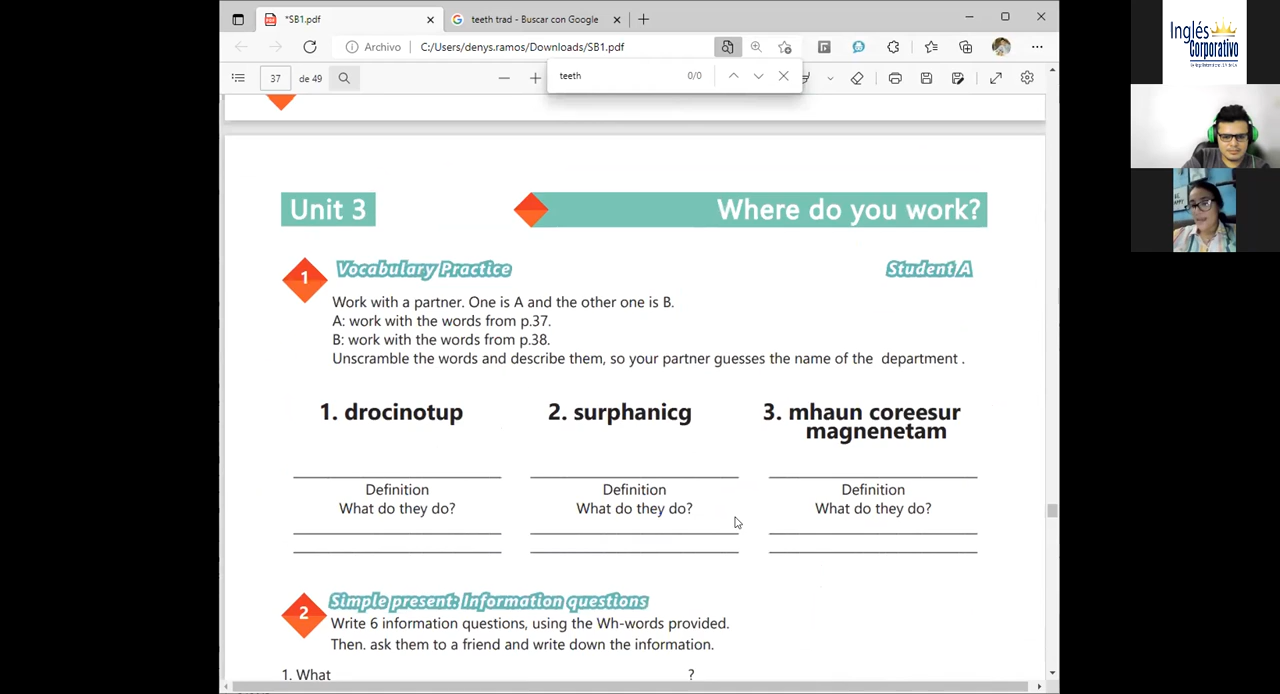 *SB1.pdf
teeth trad - Buscar con Google
Archivo
C:/Users/denys.ramos/Downloads/SB1.pdf
37
de 49
teeth
0/0
Unit 3
Where do you work?
1
Vocabulary Practice
Student A
Work with a partner. One is A and the other one is B.
A: work with the words from p.37.
B: work with the words from p.38.
Unscramble the words and describe them, so your partner guesses the name of the department .
1. drocinotup
2. surphanicg
3. mhaun coreesur
magnenetam
Definition
What do they do?
Definition
What do they do?
Definition
What do they do?
2
Simple present: Information questions
Write 6 information questions, using the Wh-words provided.
Then. ask them to a friend and write down the information.
1. What
?
Inglés
Corporativo